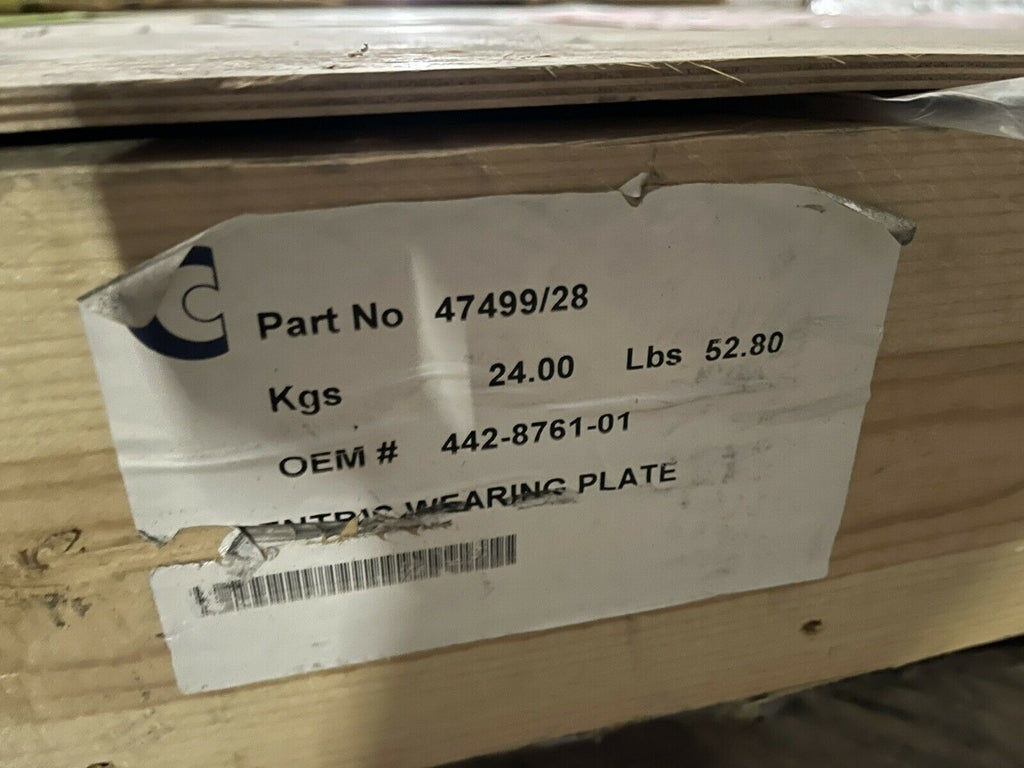 C
Part No 47499/28
Kgs 24.00 Lbs 52.80
OEM # 442-8761-01
WEARING PLATE